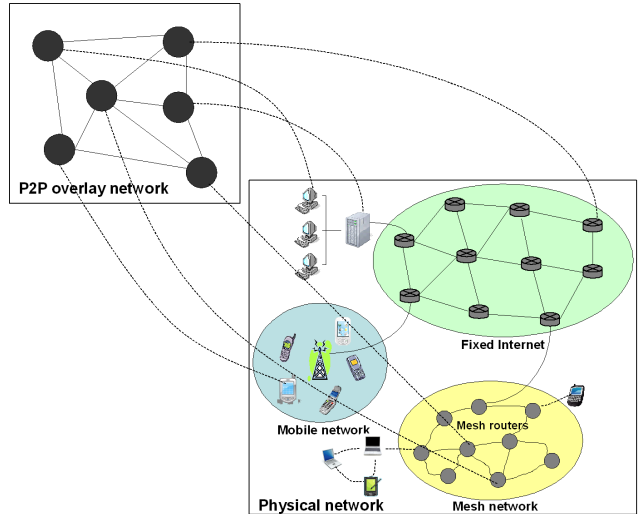 P2P overlay network
Fixed Internet
Mobile network
Mesh routers
Mesh network
Physical network